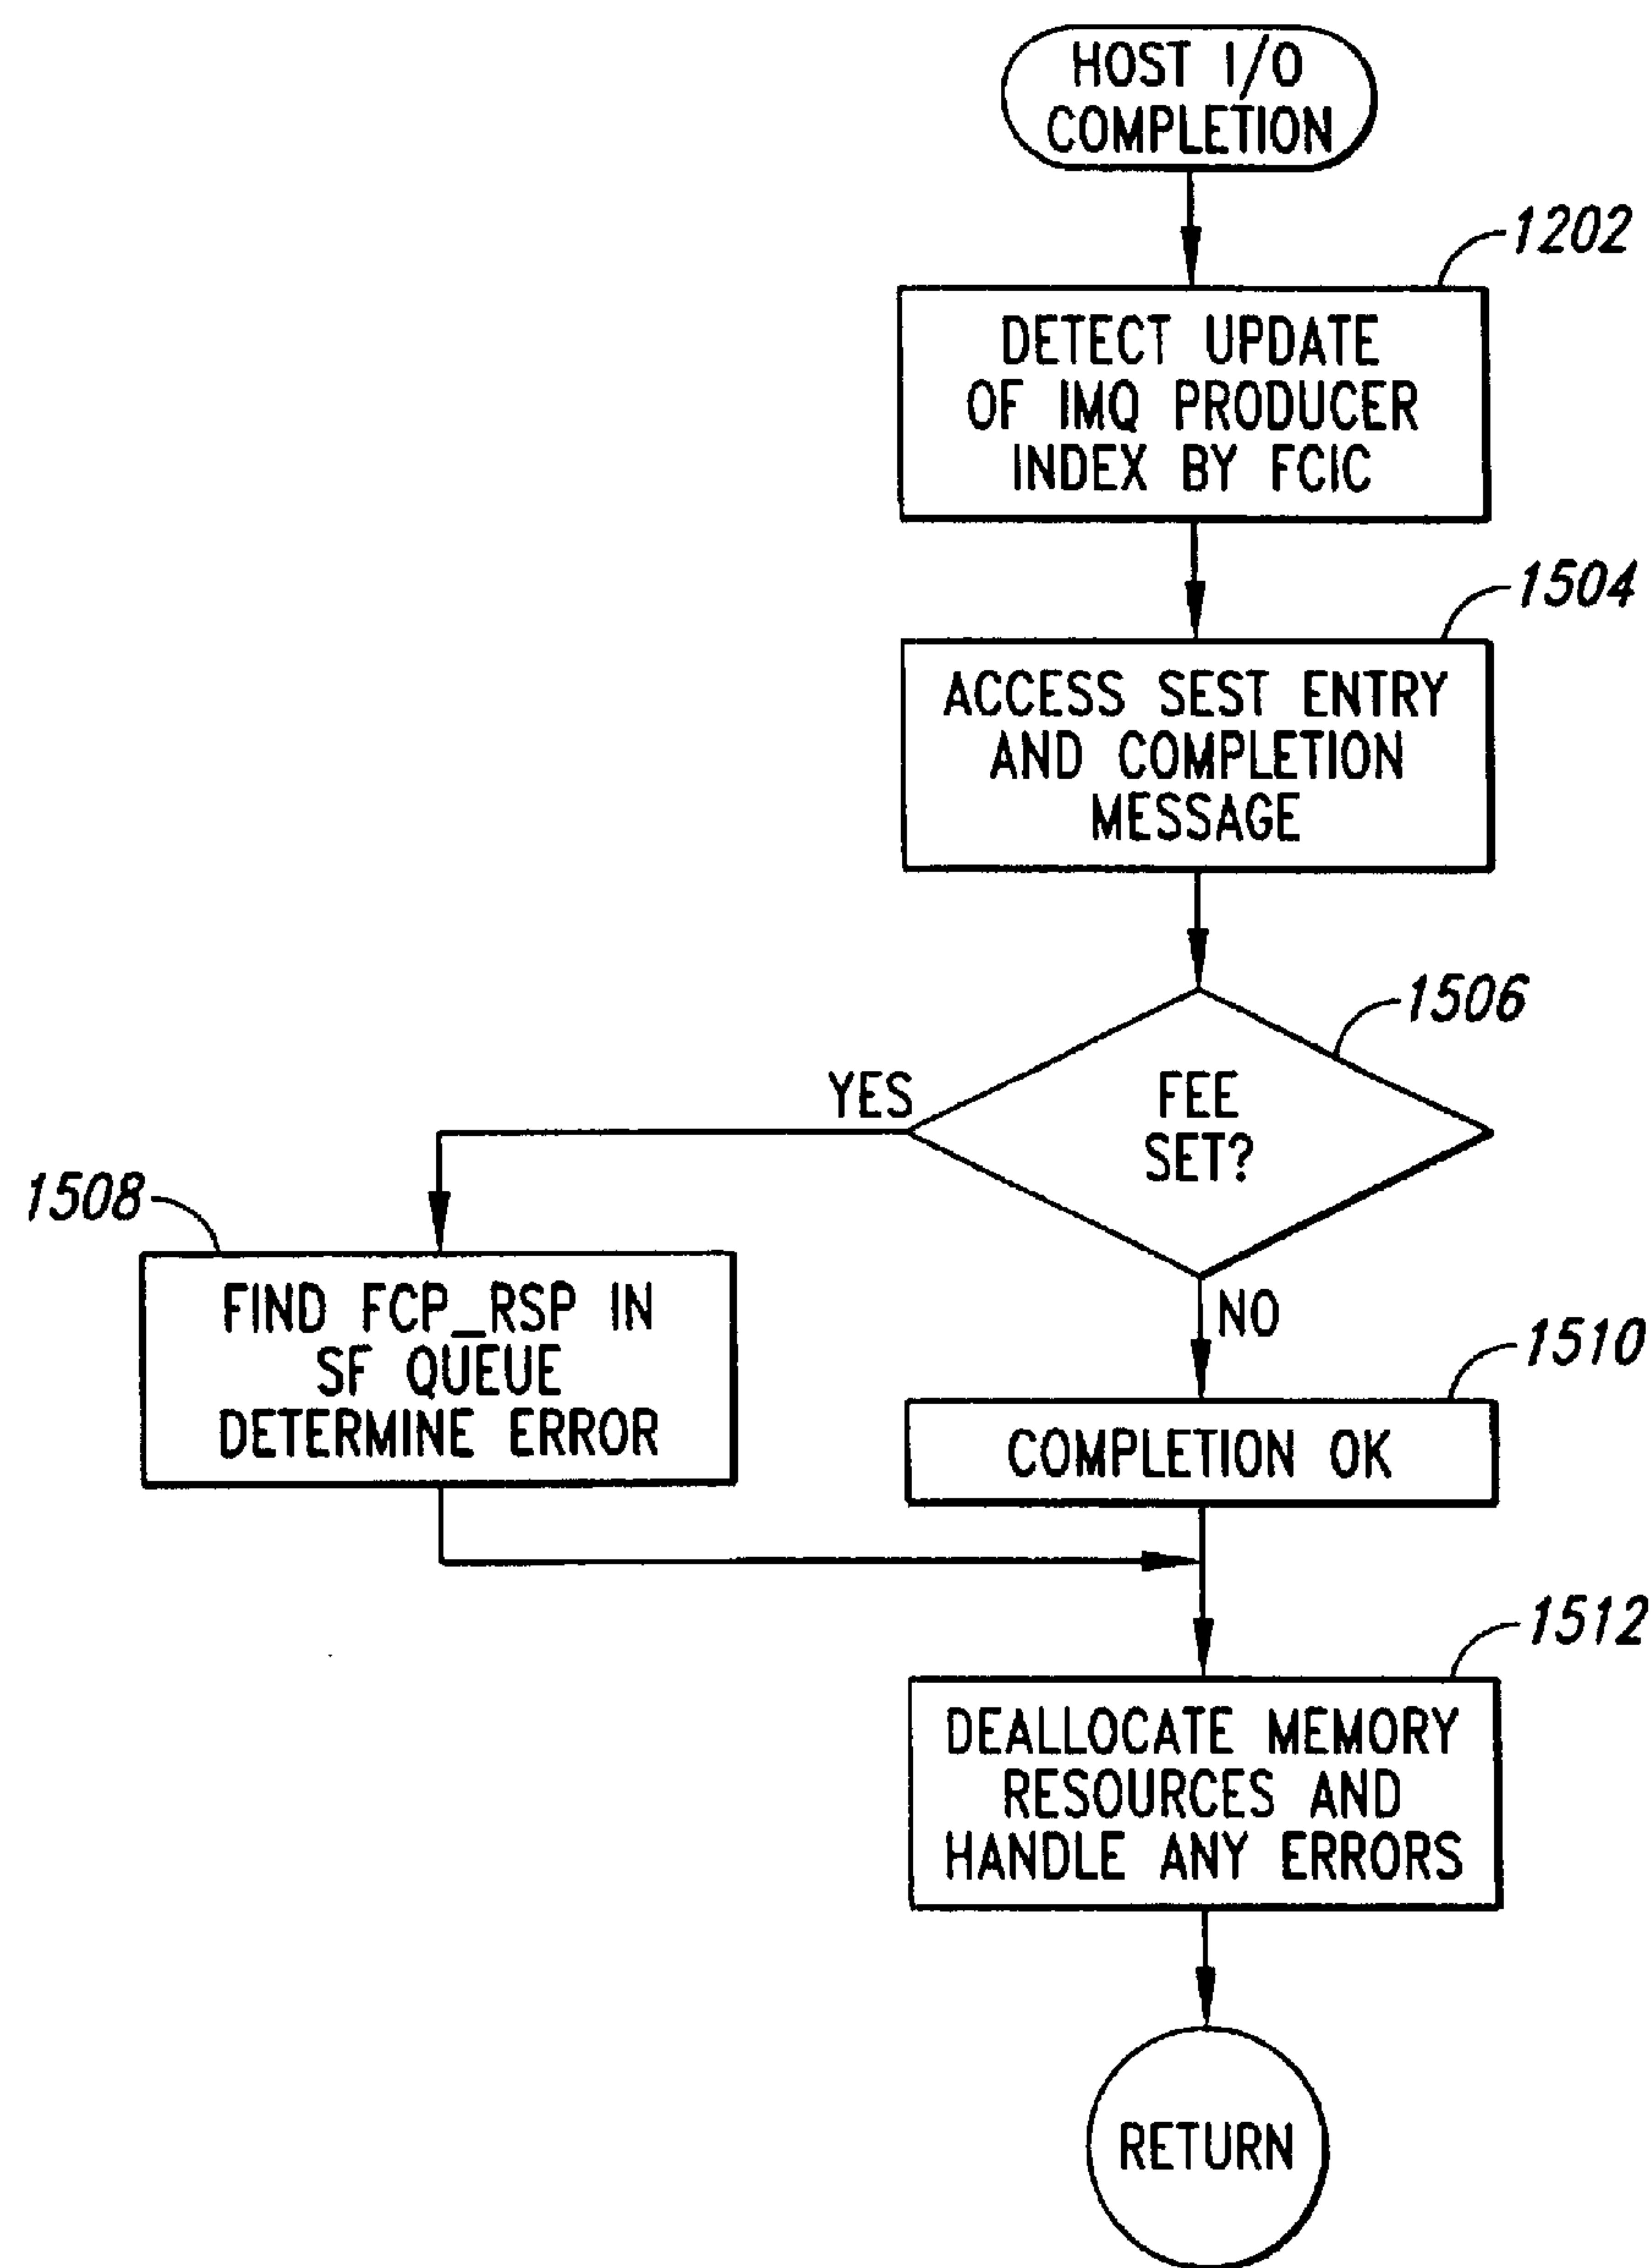 HOST I/O
COMPLETION
1202
DETECT UPDATE
OF IMQ PRODUCER
INDEX BY FCIC
1504
ACCESS SEST ENTRY
AND COMPLETION
MESSAGE
1506
FEE
SET?
YES
NO
1508
FIND FCP_RSP IN
SF QUEUE
DETERMINE ERROR
1510
COMPLETION OK
1512
DEALLOCATE MEMORY
RESOURCES AND
HANDLE ANY ERRORS
RETURN